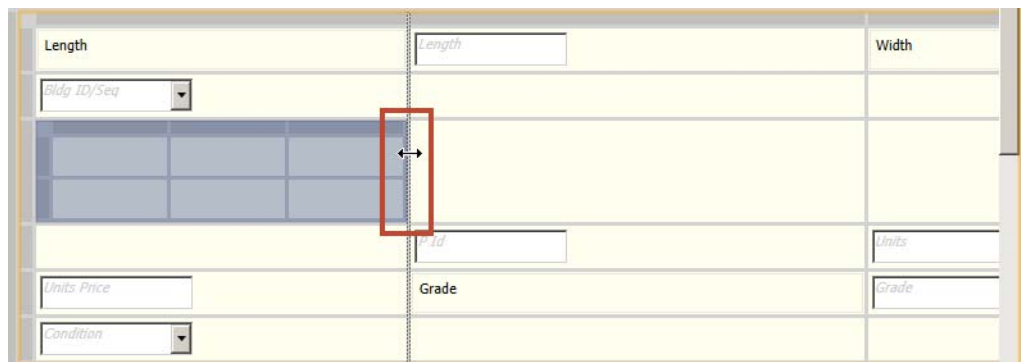 Length Length Width
Bldg ID/Seq
P Id Units
Units Price Grade Grade
Condition